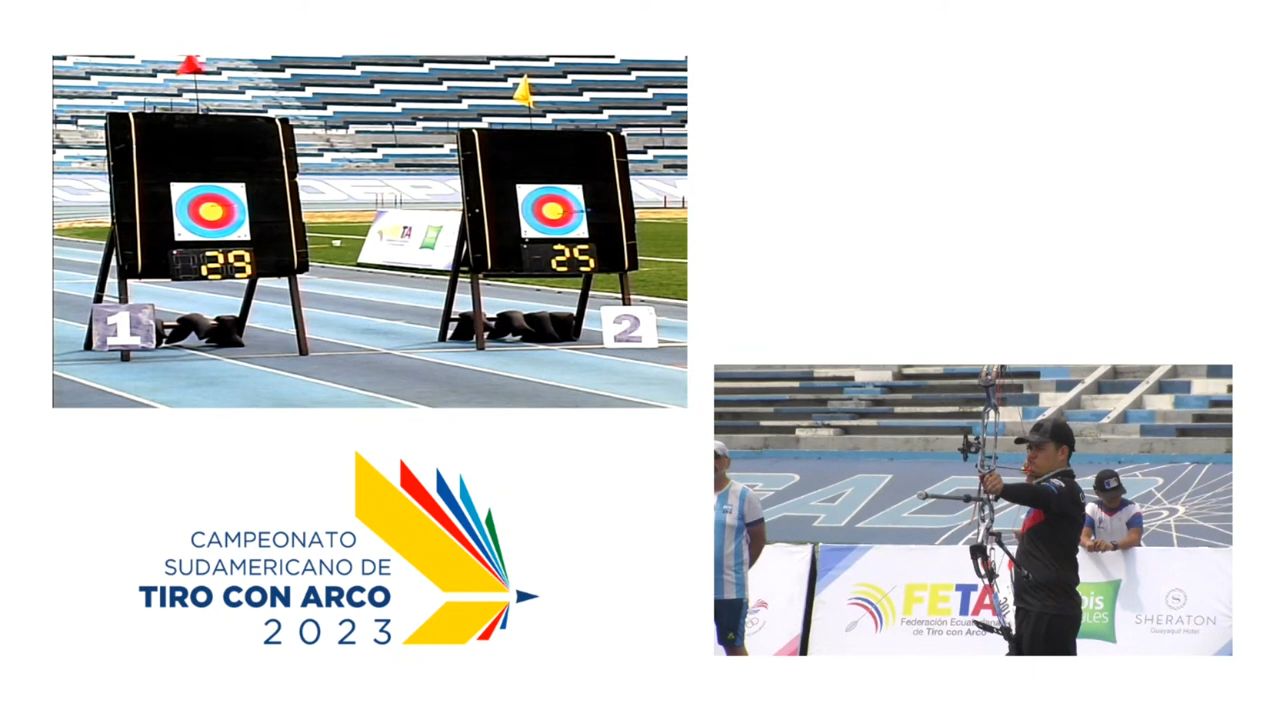 29
25
1
2
CAMPEONATO
SUDAMERICANO DE
TIRO CON ARCO
2023
FETA
Federación Ecuatoriana
de Tiro con Arco
SHERATON
Guayaquil Hotel